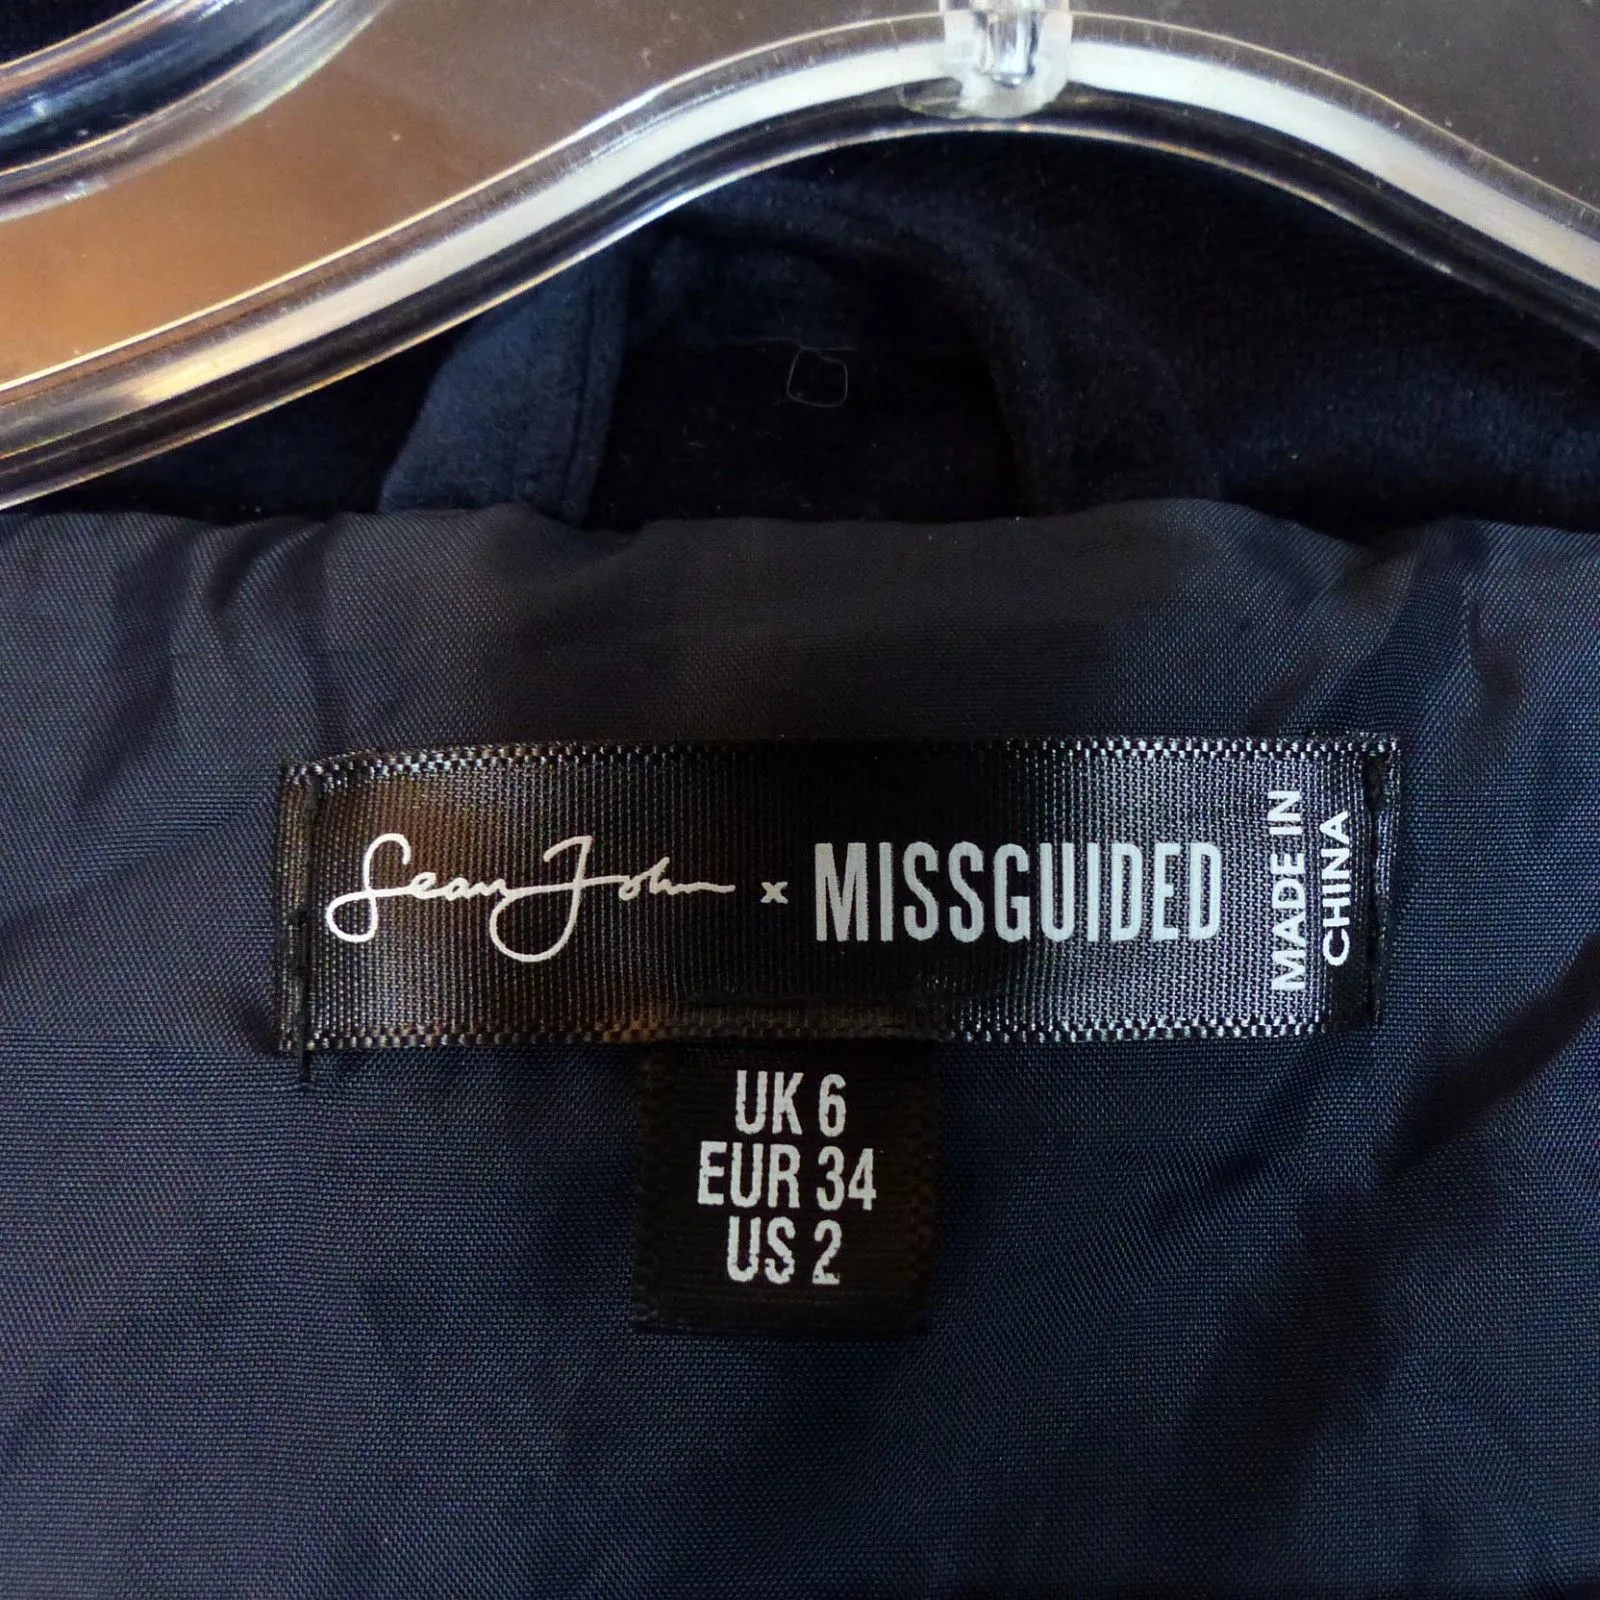 Sean John x MISSGUIDED
MADE IN
CHINA
UK 6
EUR 34
US 2